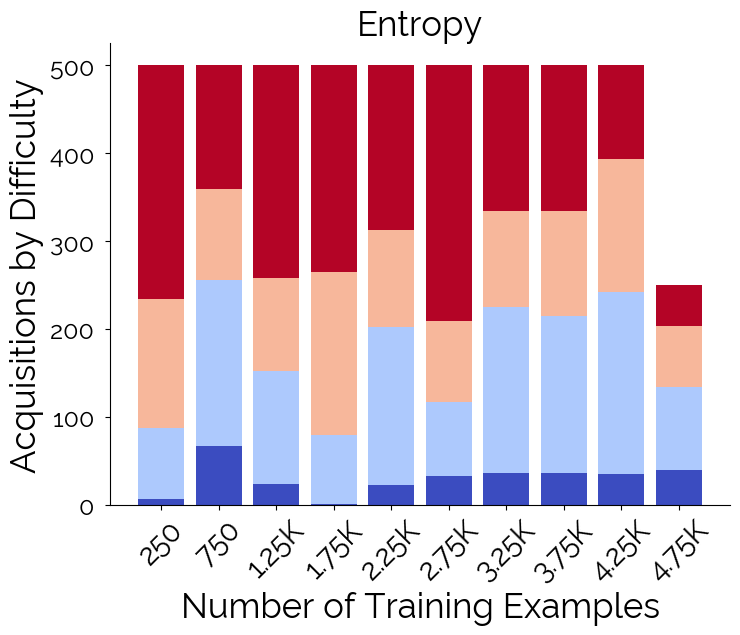 Entropy
Acquisitions by Difficulty
500
400
300
200
100
0
250
750
1.25K
1.75K
2.25K
2.75K
3.25K
3.75K
4.25K
4.75K
Number of Training Examples